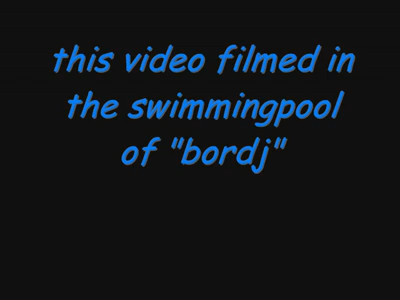 this video filmed in
the swimmingpool
of "bordj"